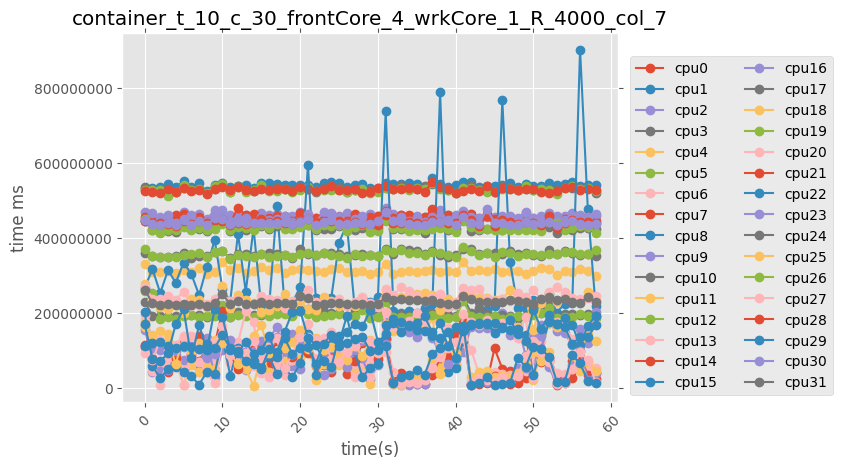 container_t_10_c_30_frontCore_4_wrkCore_1_R_4000_col_7
time ms
800000000
600000000
400000000
200000000
0
0
10
20
30
40
50
60
time(s)
cpu0
cpu1
cpu2
cpu3
cpu4
cpu5
cpu6
cpu7
cpu8
cpu9
cpu10
cpu11
cpu12
cpu13
cpu14
cpu15
cpu16
cpu17
cpu18
cpu19
cpu20
cpu21
cpu22
cpu23
cpu24
cpu25
cpu26
cpu27
cpu28
cpu29
cpu30
cpu31